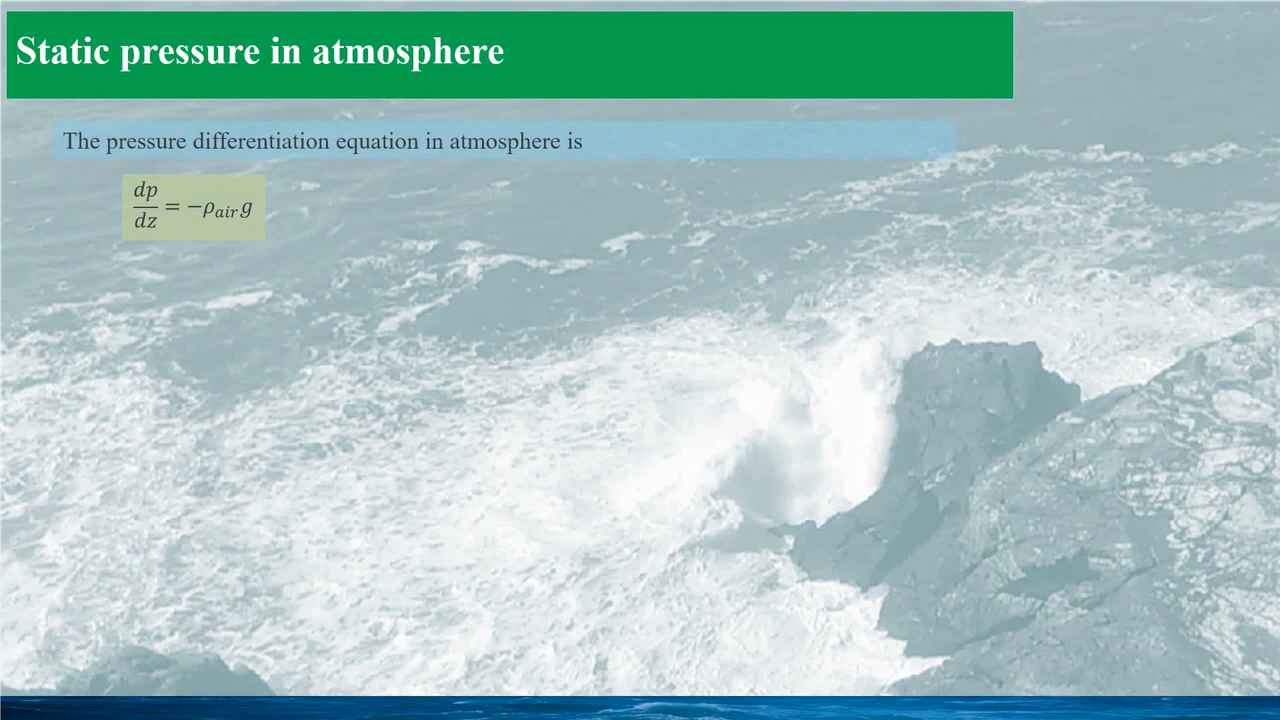 Static pressure in atmosphere
The pressure differentiation equation in atmosphere is
dp/dz = −ρ_air g